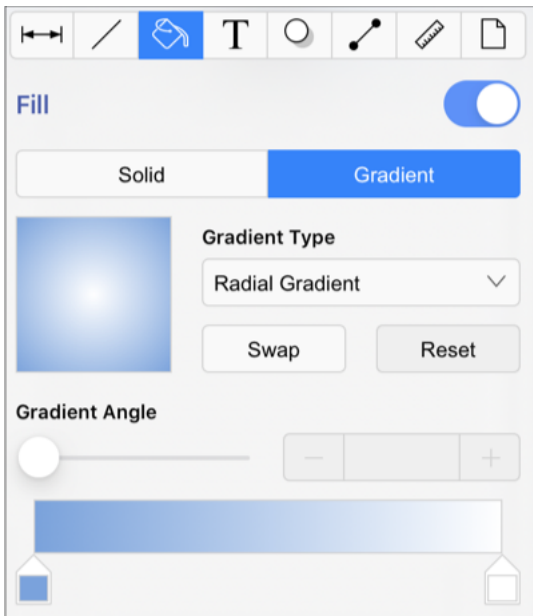 T
Fill
Solid
Gradient
Gradient Type
Radial Gradient
Swap
Reset
Gradient Angle